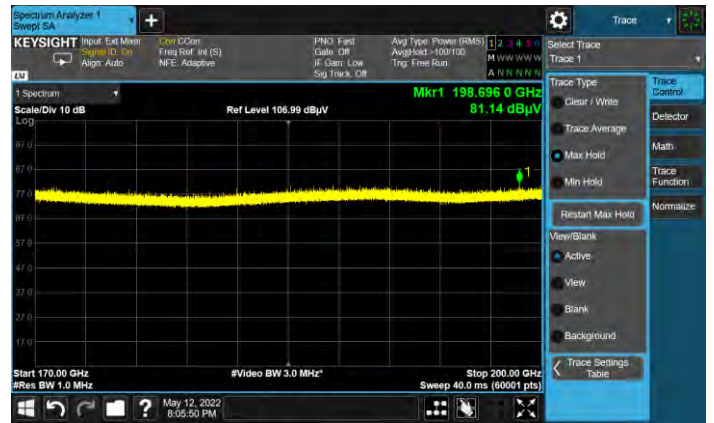 Spectrum Analyzer 1
Swept SA
Trace
KEYSIGHT
Input: Ext Mixer
Signal ID: On
Align: Auto
Corr CCorr
Freq Ref: Int (S)
NFE: Adaptive
PNO: Fast
Gate: Off
IF Gain: Low
Sig Track: Off
Avg Type: Power (RMS)
Avg|Hold:>100/100
Trig: Free Run
1 2 3 4 5 6
M W W W W W
A N N N N N
LVI
Select Trace
Trace 1
1 Spectrum
Scale/Div 10 dB
Ref Level 106.99 dBµV
Mkr1 198.696 0 GHz
81.14 dBµV
Log
97.0
87.0
77.0
67.0
57.0
47.0
37.0
27.0
17.0
1
Start 170.00 GHz
#Video BW 3.0 MHz*
Stop 200.00 GHz
#Res BW 1.0 MHz
Sweep 40.0 ms (60001 pts)
Trace Type
Clear / Write
Trace Average
Max Hold
Min Hold
Restart Max Hold
View/Blank
Active
View
Blank
Background
Trace Settings
Table
Trace
Control
Detector
Math
Trace
Function
Normalize
?
May 12, 2022
8:05:50 PM